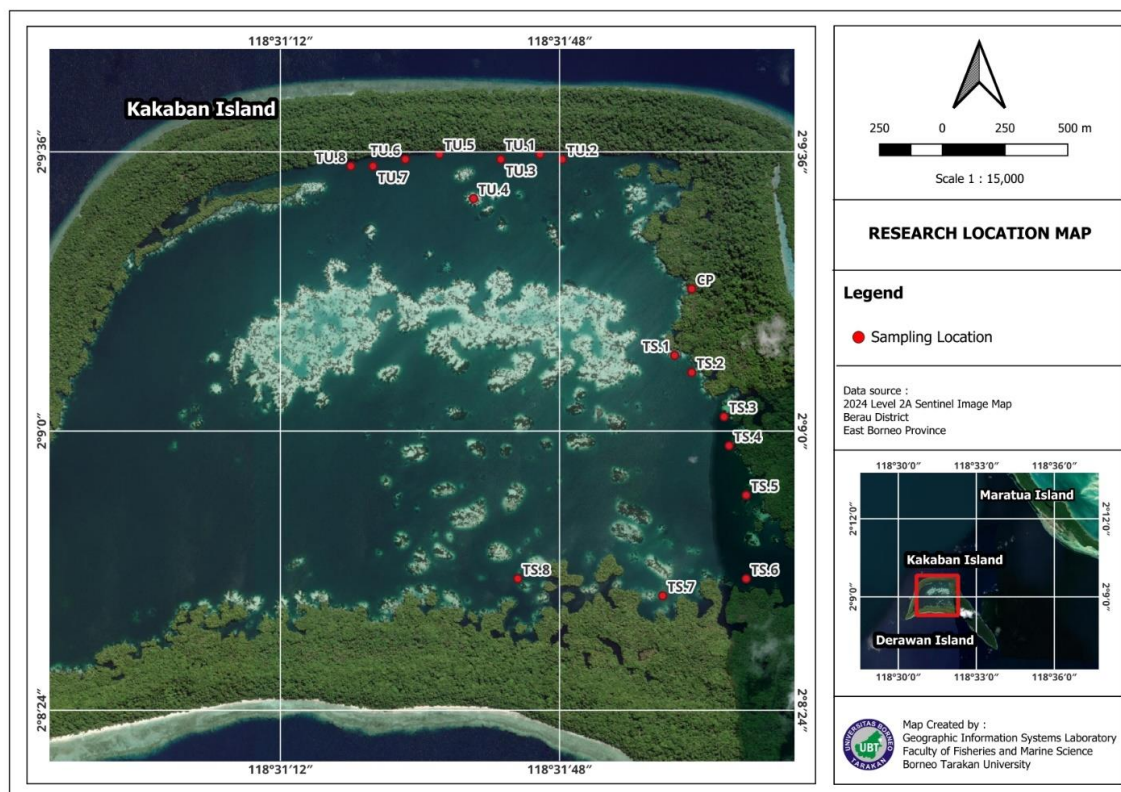 118°31'12"
118°31'48"
Kakaban Island
2°9'36"
2°9'36"
TU.8
TU.6
TU.7
TU.5
TU.1
TU.3
TU.2
TU.4
CP
TS.1
TS.2
TS.3
2°9'0"
2°9'0"
TS.4
TS.5
TS.8
TS.7
TS.6
2°8'24"
2°8'24"
118°31'12"
118°31'48"
250 0 250 500 m
Scale 1 : 15,000
RESEARCH LOCATION MAP
Legend
Sampling Location
Data source :
2024 Level 2A Sentinel Image Map
Berau District
East Borneo Province
118°30'0" 118°33'0" 118°36'0"
Maratua Island
2°12'0"
2°12'0"
Kakaban Island
2°9'0"
2°9'0"
Derawan Island
118°30'0" 118°33'0" 118°36'0"
UNIVERSITAS BORNEO
UBT
TARAKAN
Map Created by :
Geographic Information Systems Laboratory
Faculty of Fisheries and Marine Science
Borneo Tarakan University